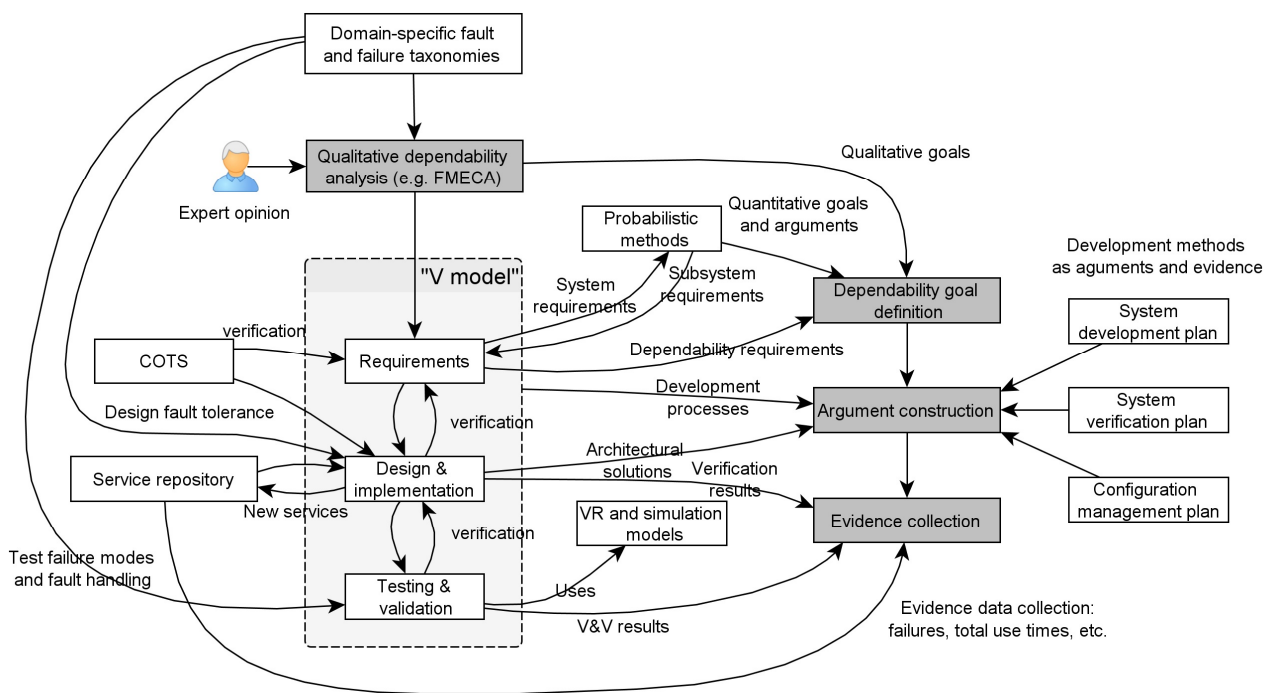 Domain-specific fault
and failure taxonomies
Qualitative dependability
analysis (e.g. FMECA)
Expert opinion
Qualitative goals
Probabilistic
methods
Quantitative goals
and arguments
Development methods
as aguments and evidence
"V model"
System
requirements
Subsystem
requirements
Dependability goal
definition
System
development plan
verification
COTS
Requirements
Dependability requirements
Development
processes
Argument construction
System
verification plan
Design fault tolerance
verification
Architectural
solutions
Verification
results
Service repository
Design &
implementation
New services
VR and simulation
models
Evidence collection
Configuration
management plan
verification
Test failure modes
and fault handling
Testing &
validation
Uses
V&V results
Evidence data collection:
failures, total use times, etc.